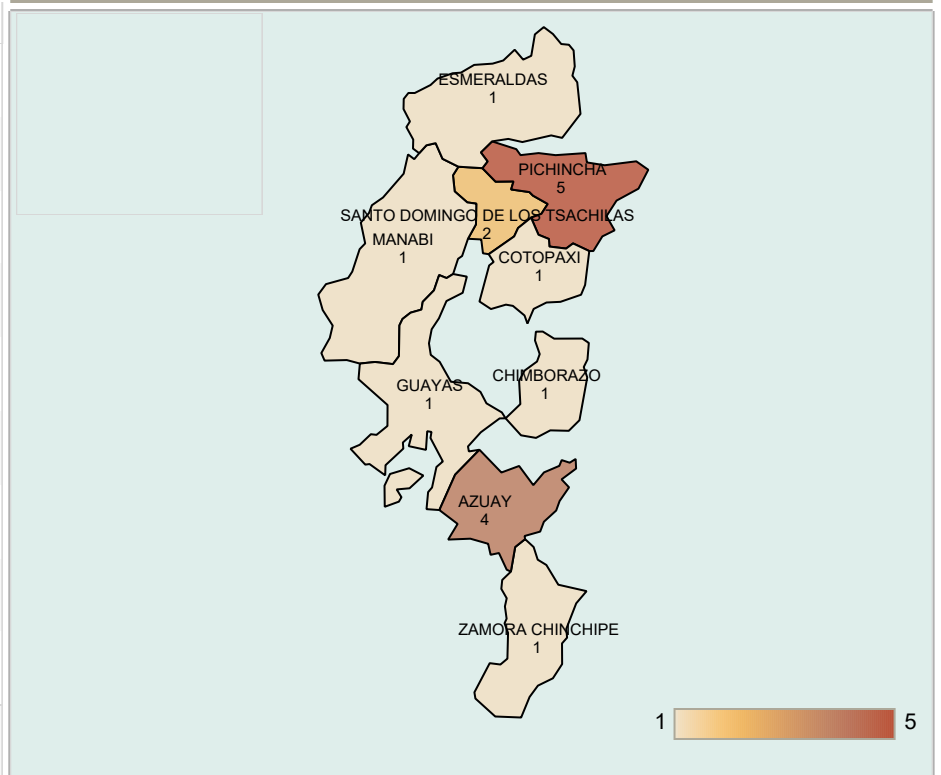 ESMERALDAS
1
PICHINCHA
5
SANTO DOMINGO DE LOS TSACHILAS
2
MANABI
1
COTOPAXI
1
CHIMBORAZO
1
GUAYAS
1
AZUAY
4
ZAMORA CHINCHIPE
1
1 5